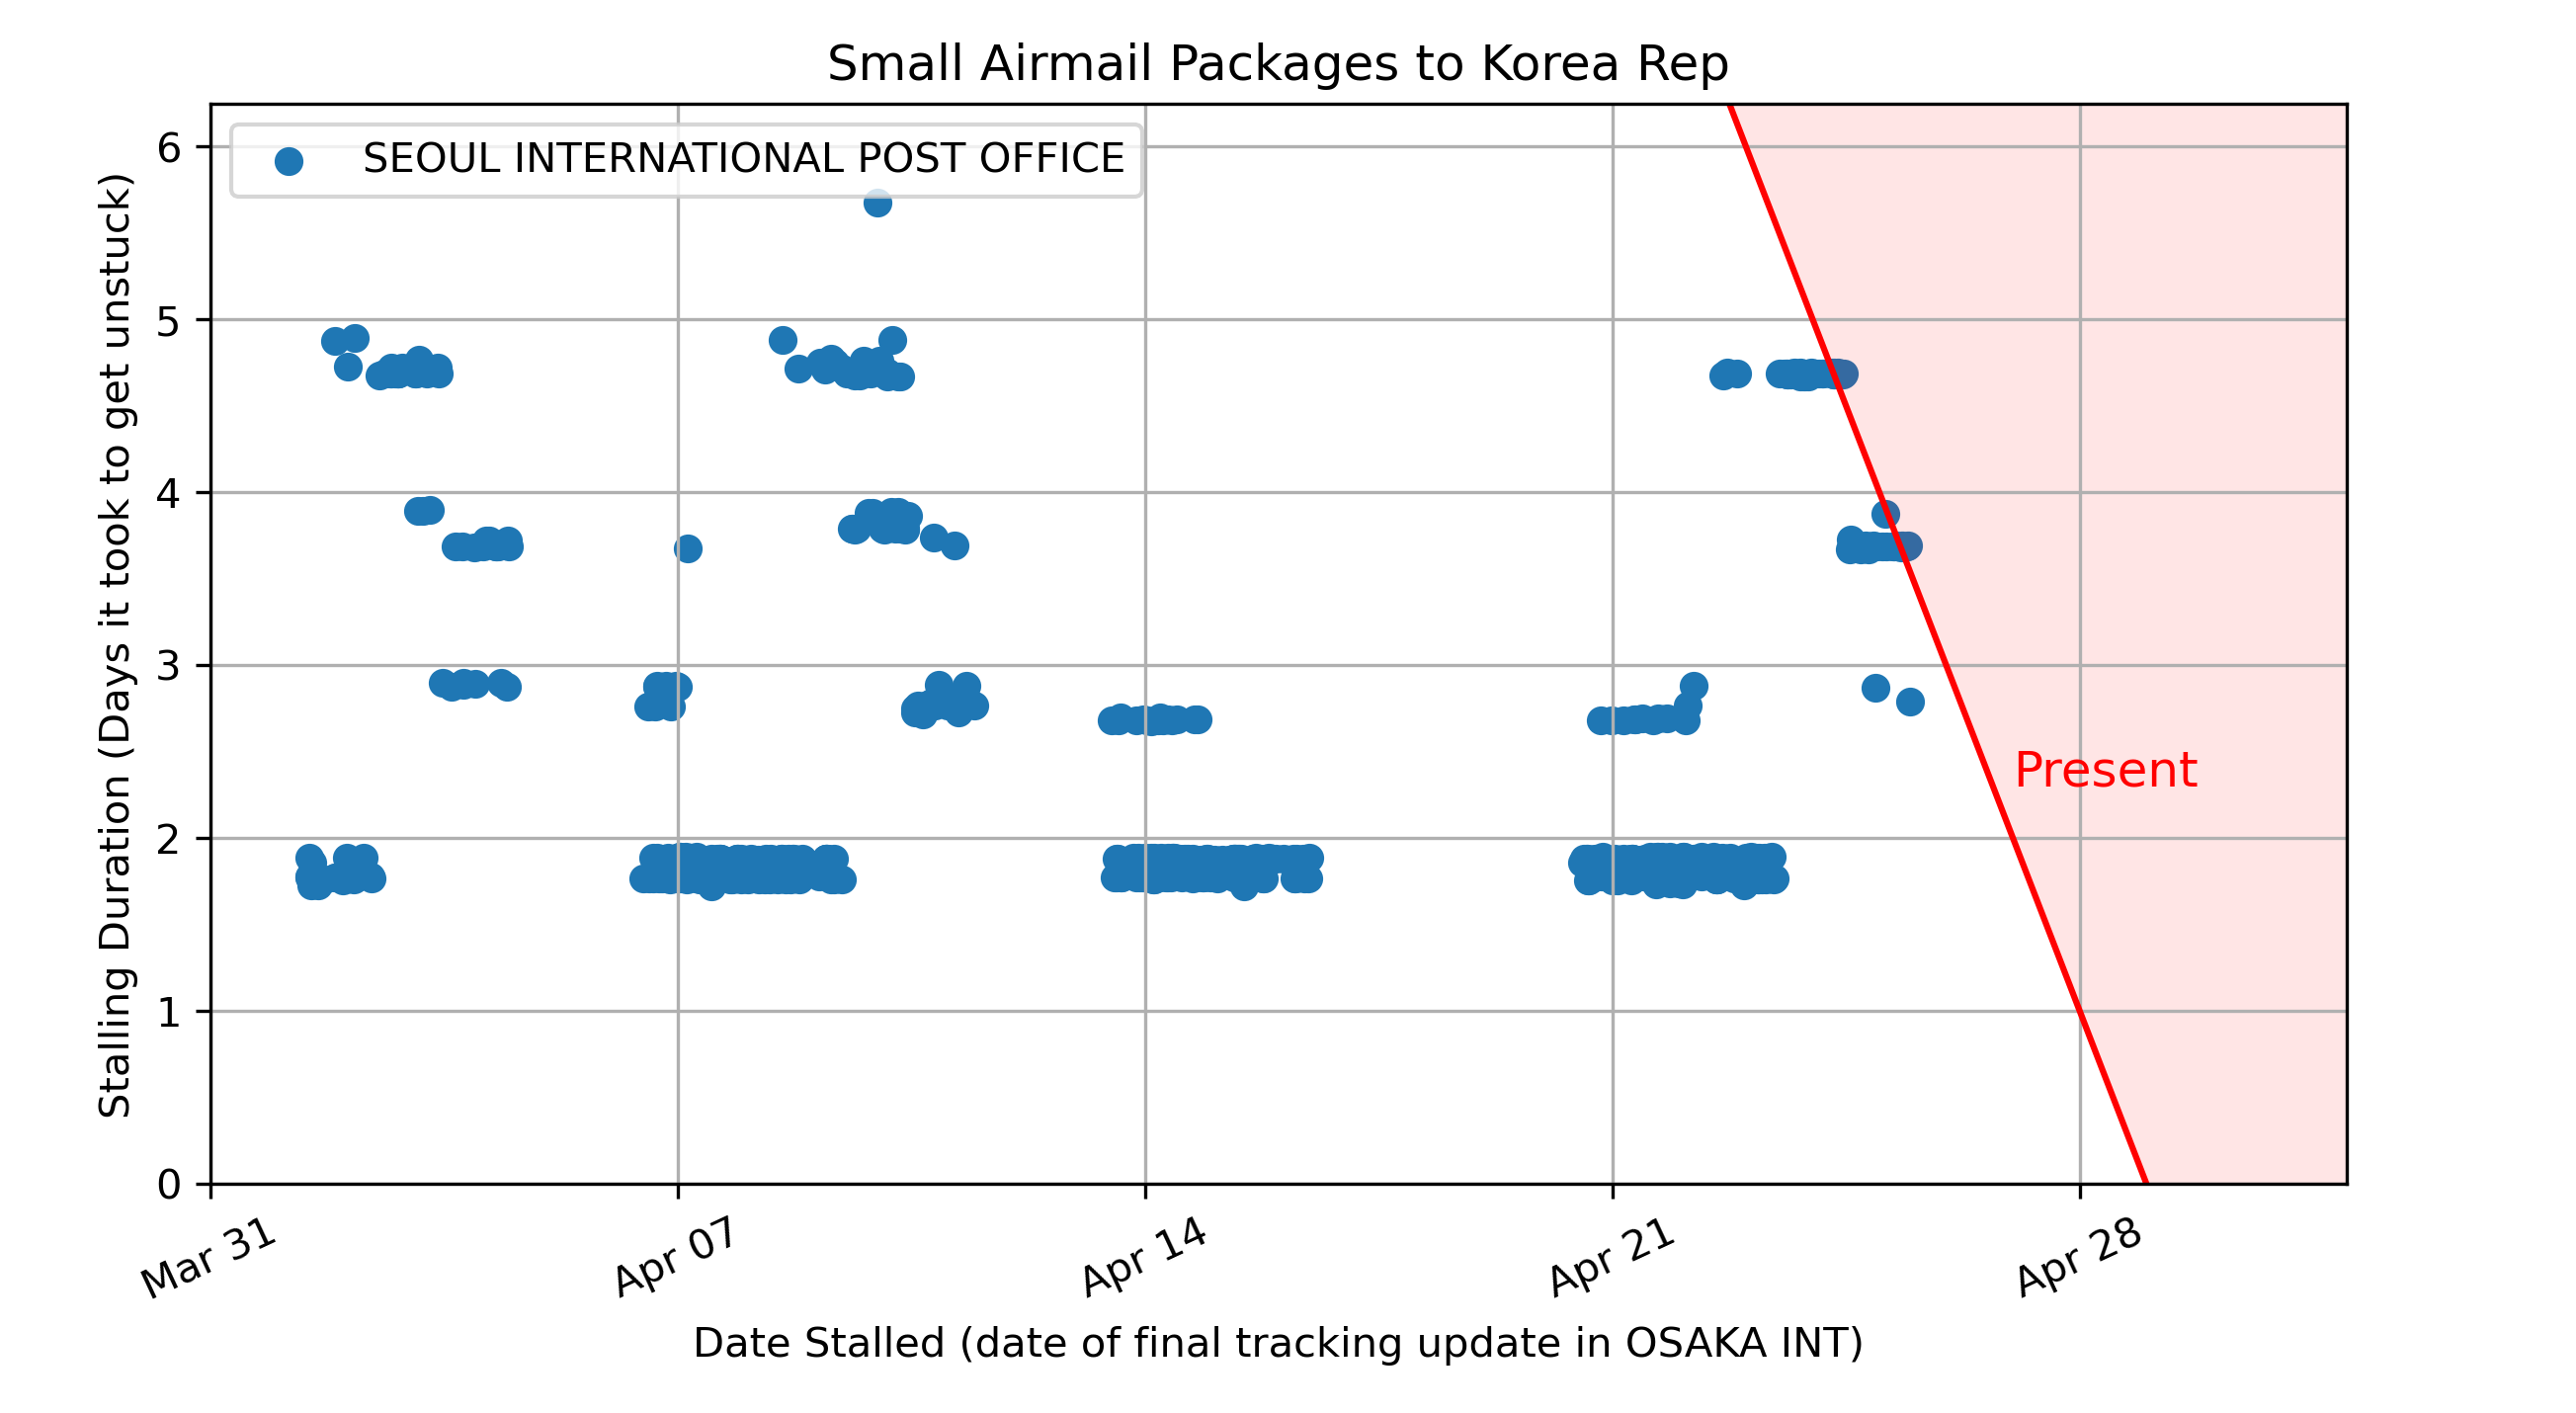 Small Airmail Packages to Korea Rep
SEOUL INTERNATIONAL POST OFFICE
Stalling Duration (Days it took to get unstuck)
6
5
4
3
2
1
0
Present
Mar 31
Apr 07
Apr 14
Apr 21
Apr 28
Date Stalled (date of final tracking update in OSAKA INT)